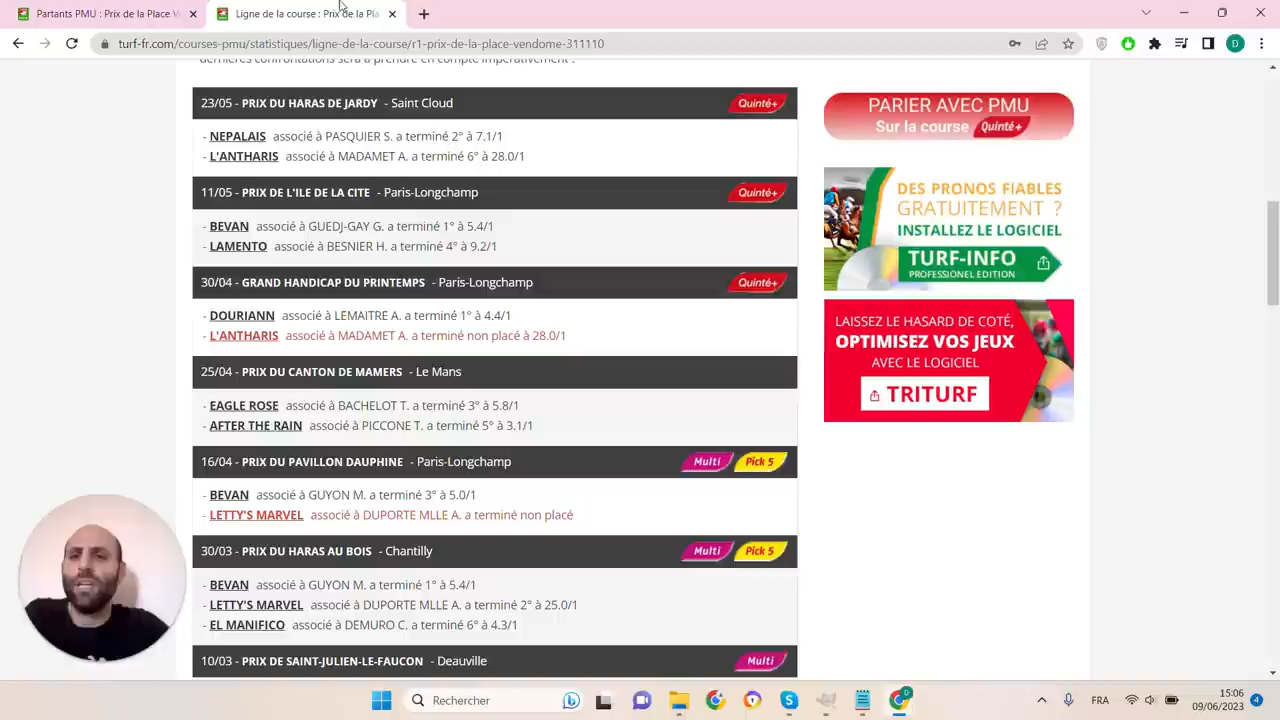 Partants PMU : Prix de la Place V
Ligne de la course : Prix de la Pla
turf-fr.com/courses-pmu/statistiques/ligne-de-la-course/r1-prix-de-la-place-vendome-311110
D
dernières confrontations sera à prendre en compte impérativement :
23/05 - PRIX DU HARAS DE JARDY - Saint Cloud Quinté+
- NEPALAIS associé à PASQUIER S. a terminé 2° à 7.1/1
- L'ANTHARIS associé à MADAMET A. a terminé 6° à 28.0/1
11/05 - PRIX DE L'ILE DE LA CITE - Paris-Longchamp Quinté+
- BEVAN associé à GUEDJ-GAY G. a terminé 1° à 5.4/1
- LAMENTO associé à BESNIER H. a terminé 4° à 9.2/1
30/04 - GRAND HANDICAP DU PRINTEMPS - Paris-Longchamp Quinté+
- DOURIANN associé à LEMAITRE A. a terminé 1° à 4.4/1
- L'ANTHARIS associé à MADAMET A. a terminé non placé à 28.0/1
25/04 - PRIX DU CANTON DE MAMERS - Le Mans
- EAGLE ROSE associé à BACHELOT T. a terminé 3° à 5.8/1
- AFTER THE RAIN associé à PICCONE T. a terminé 5° à 3.1/1
16/04 - PRIX DU PAVILLON DAUPHINE - Paris-Longchamp Multi Pick 5
- BEVAN associé à GUYON M. a terminé 3° à 5.0/1
- LETTY'S MARVEL associé à DUPORTE MLLE A. a terminé non placé
30/03 - PRIX DU HARAS AU BOIS - Chantilly Multi Pick 5
- BEVAN associé à GUYON M. a terminé 1° à 5.4/1
- LETTY'S MARVEL associé à DUPORTE MLLE A. a terminé 2° à 25.0/1
- EL MANIFICO associé à DEMURO C. a terminé 6° à 4.3/1
10/03 - PRIX DE SAINT-JULIEN-LE-FAUCON - Deauville Multi
PARIER AVEC PMU
Sur la course Quinté+
DES PRONOS FIABLES
GRATUITEMENT ?
INSTALLEZ LE LOGICIEL
TURF-INFO
PROFESSIONEL EDITION
LAISSEZ LE HASARD DE COTÉ,
OPTIMISEZ VOS JEUX
AVEC LE LOGICIEL
TRITURF
Rechercher
D
FRA
15:06
09/06/2023
4